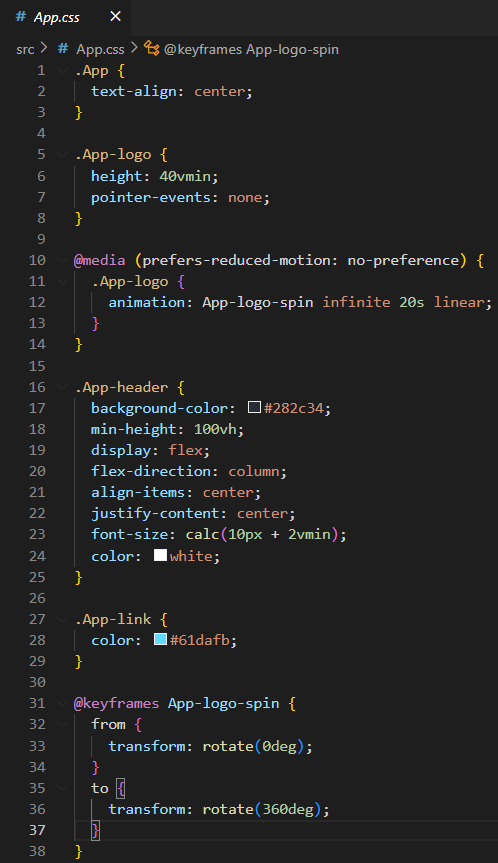 # App.css ×
src > # App.css > @keyframes App-logo-spin
1 .App {
2   text-align: center;
3 }
4
5 .App-logo {
6   height: 40vmin;
7   pointer-events: none;
8 }
9
10 @media (prefers-reduced-motion: no-preference) {
11   .App-logo {
12     animation: App-logo-spin infinite 20s linear;
13   }
14 }
15
16 .App-header {
17   background-color: #282c34;
18   min-height: 100vh;
19   display: flex;
20   flex-direction: column;
21   align-items: center;
22   justify-content: center;
23   font-size: calc(10px + 2vmin);
24   color: white;
25 }
26
27 .App-link {
28   color: #61dafb;
29 }
30
31 @keyframes App-logo-spin {
32   from {
33     transform: rotate(0deg);
34   }
35   to {
36     transform: rotate(360deg);
37   }
38 }